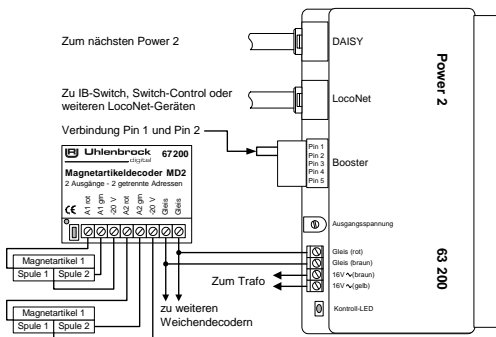 Zum nächsten Power 2
DAISY
Zu IB-Switch, Switch-Control oder
weiteren LocoNet-Geräten
LocoNet
Verbindung Pin 1 und Pin 2
Pin 1
Pin 2
Pin 3
Pin 4
Pin 5
Booster
Power 2
63 200
Uhlenbrock
digital
67200
Magnetartikeldecoder MD2
2 Ausgänge - 2 getrennte Adressen
CE
A1 rot
A1 grn
-20 V
A2 rot
A2 grn
-20 V
Gleis
Gleis
Ausgangsspannung
Gleis (rot)
Gleis (braun)
16V ~(braun)
16V ~(gelb)
Kontroll-LED
Zum Trafo
zu weiteren
Weichendecodern
Magnetartikel 1
Spule 1 Spule 2
Magnetartikel 1
Spule 1 Spule 2